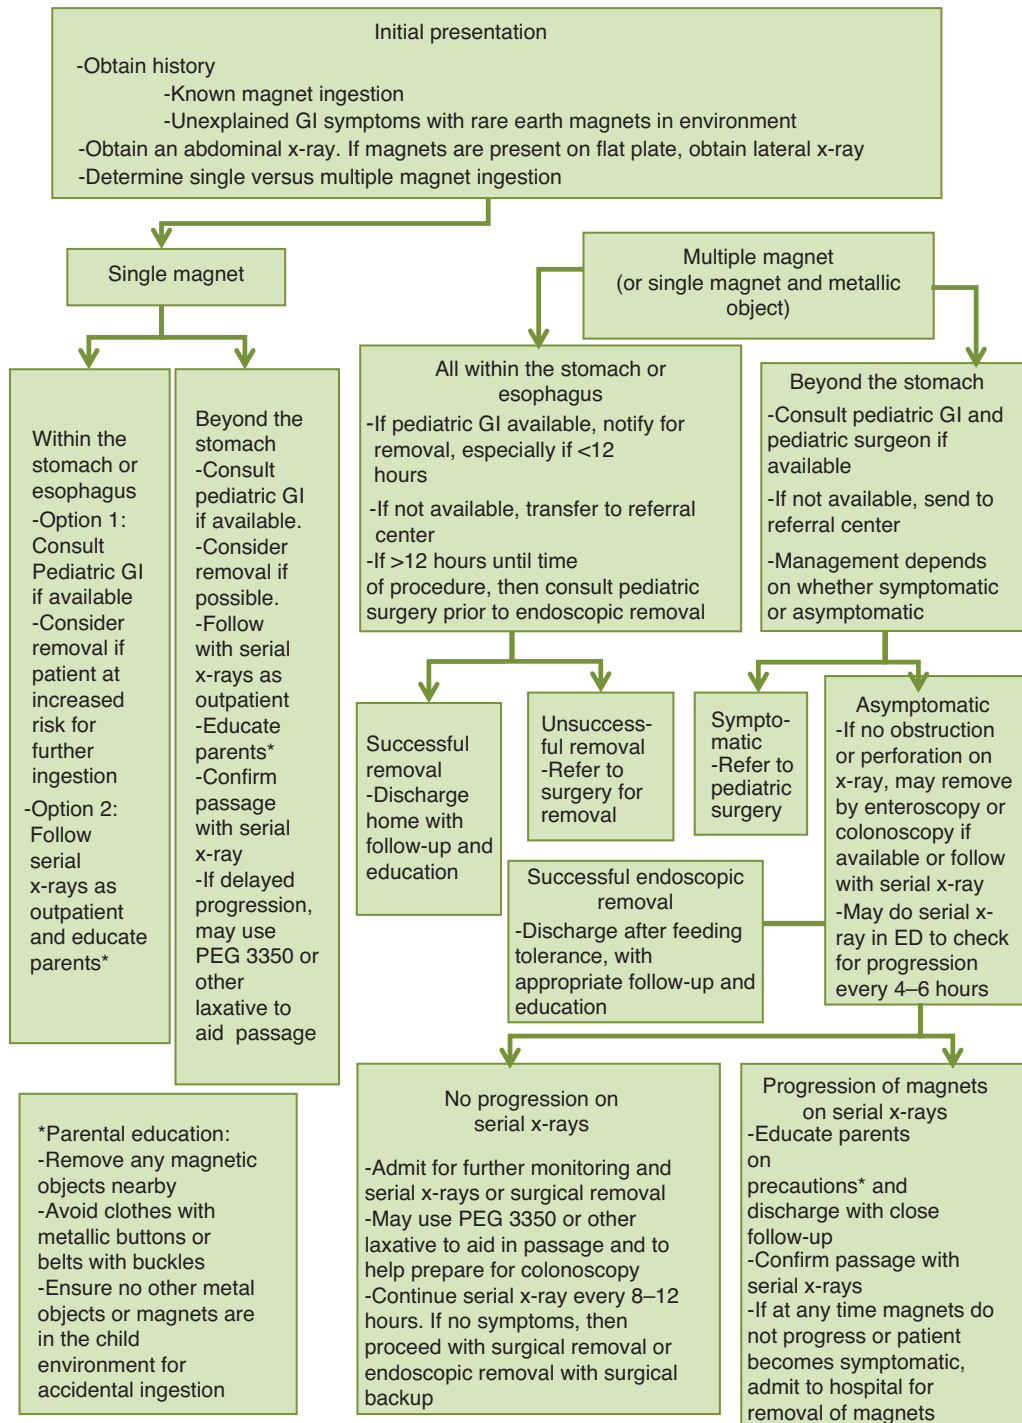 Initial presentation
-Obtain history
-Known magnet ingestion
-Unexplained GI symptoms with rare earth magnets in environment
-Obtain an abdominal x-ray. If magnets are present on flat plate, obtain lateral x-ray
-Determine single versus multiple magnet ingestion
Single magnet
Multiple magnet
(or single magnet and metallic
object)
Within the
stomach or
esophagus
-Option 1:
Consult
Pediatric GI
if available
-Consider
removal if
patient at
increased
risk for
further
ingestion
-Option 2:
Follow
serial
x-rays as
outpatient
and educate
parents*
Beyond the
stomach
-Consult
pediatric GI
if available.
-Consider
removal if
possible.
-Follow
with serial
x-rays as
outpatient
-Educate
parents*
-Confirm
passage
with serial
x-ray
-If delayed
progression,
may use
PEG 3350 or
other
laxative to
aid passage
All within the stomach or
esophagus
-If pediatric GI available, notify for
removal, especially if <12
hours
-If not available, transfer to referral
center
-If >12 hours until time
of procedure, then consult pediatric
surgery prior to endoscopic removal
Beyond the stomach
-Consult pediatric GI and
pediatric surgeon if
available
-If not available, send to
referral center
-Management depends
on whether symptomatic
or asymptomatic
Successful
removal
-Discharge
home with
follow-up and
education
Unsuccess-
ful removal
-Refer to
surgery for
removal
Sympto-
matic
-Refer to
pediatric
surgery
Asymptomatic
-If no obstruction
or perforation on
x-ray, may remove
by enteroscopy or
colonoscopy if
available or follow
with serial x-ray
-May do serial x-
ray in ED to check
for progression
every 4–6 hours
Successful endoscopic
removal
-Discharge after feeding
tolerance, with
appropriate follow-up and
education
No progression on
serial x-rays
-Admit for further monitoring and
serial x-rays or surgical removal
-May use PEG 3350 or other
laxative to aid in passage and to
help prepare for colonoscopy
-Continue serial x-ray every 8–12
hours. If no symptoms, then
proceed with surgical removal or
endoscopic removal with surgical
backup
Progression of magnets
on serial x-rays
-Educate parents
on
precautions* and
discharge with close
follow-up
-Confirm passage with
serial x-rays
-If at any time magnets do
not progress or patient
becomes symptomatic,
admit to hospital for
removal of magnets
*Parental education:
-Remove any magnetic
objects nearby
-Avoid clothes with
metallic buttons or
belts with buckles
-Ensure no other metal
objects or magnets are
in the child
environment for
accidental ingestion